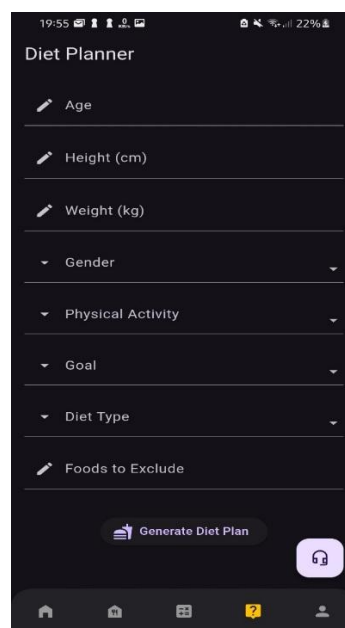 19:55
22%
Diet Planner
Age
Height (cm)
Weight (kg)
Gender
Physical Activity
Goal
Diet Type
Foods to Exclude
Generate Diet Plan
?